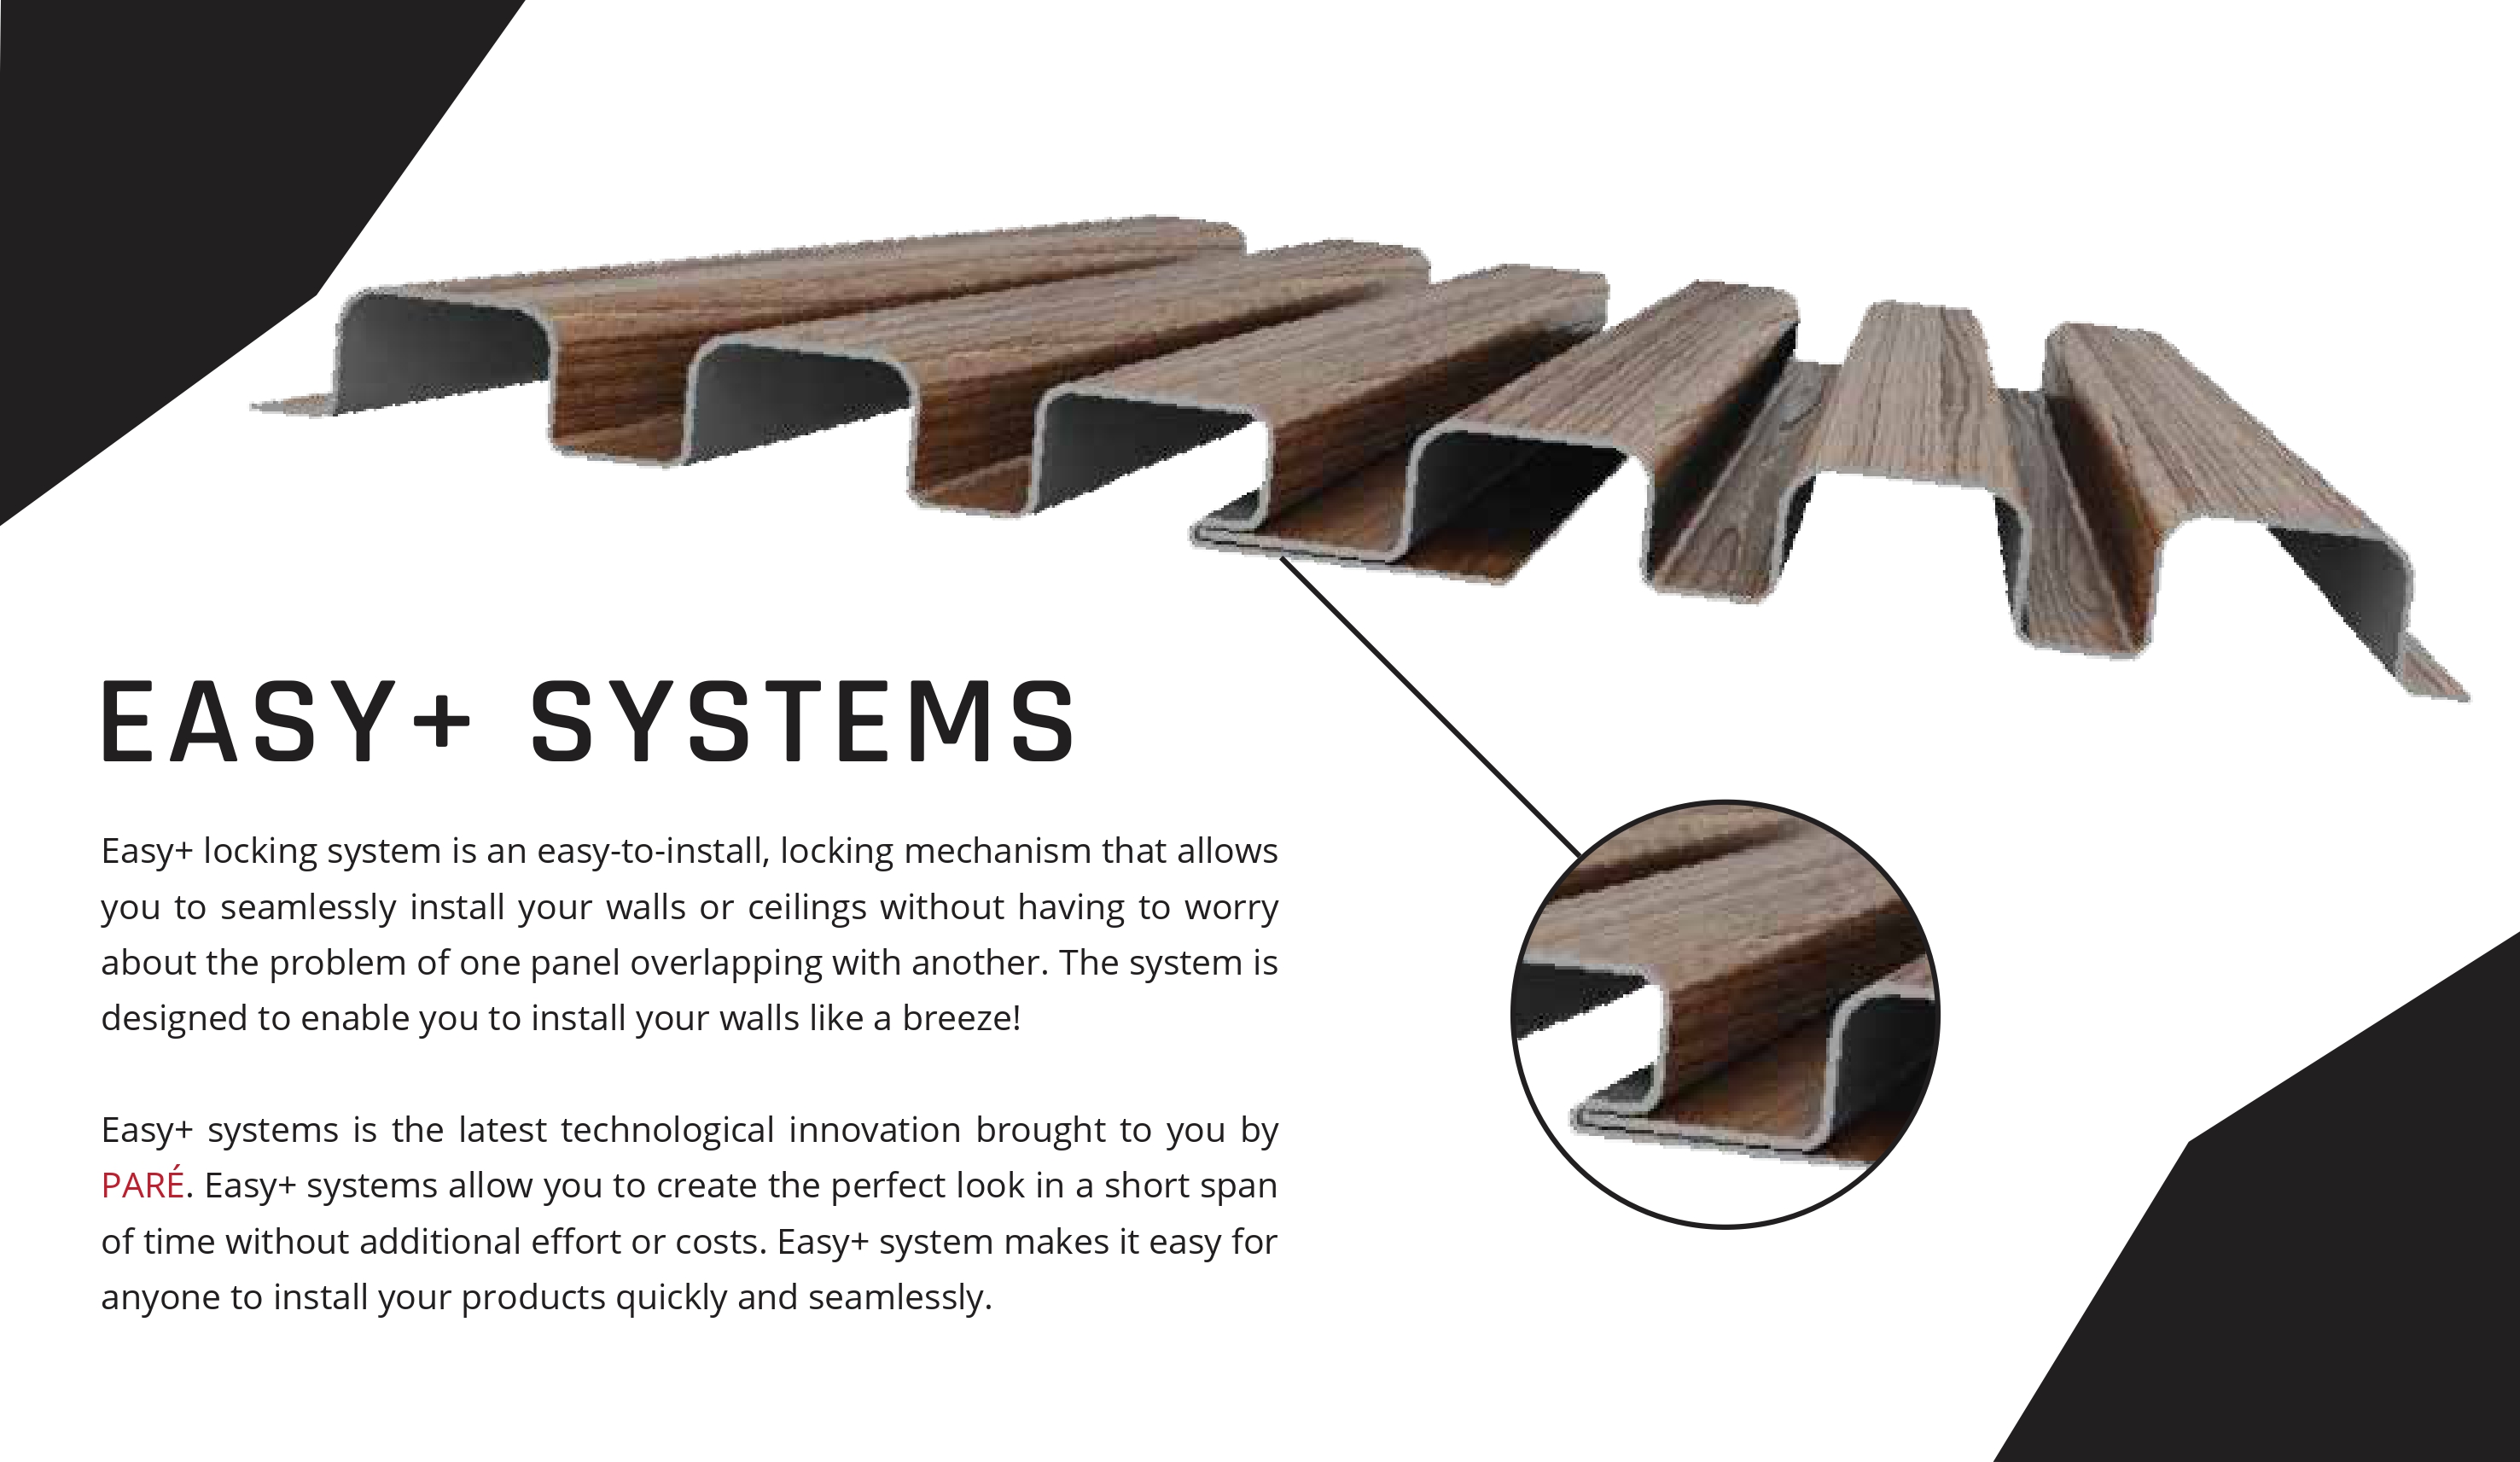 EASY+ SYSTEMS
Easy+ locking system is an easy-to-install, locking mechanism that allows
you to seamlessly install your walls or ceilings without having to worry
about the problem of one panel overlapping with another. The system is
designed to enable you to install your walls like a breeze!
Easy+ systems is the latest technological innovation brought to you by
PARÉ. Easy+ systems allow you to create the perfect look in a short span
of time without additional effort or costs. Easy+ system makes it easy for
anyone to install your products quickly and seamlessly.